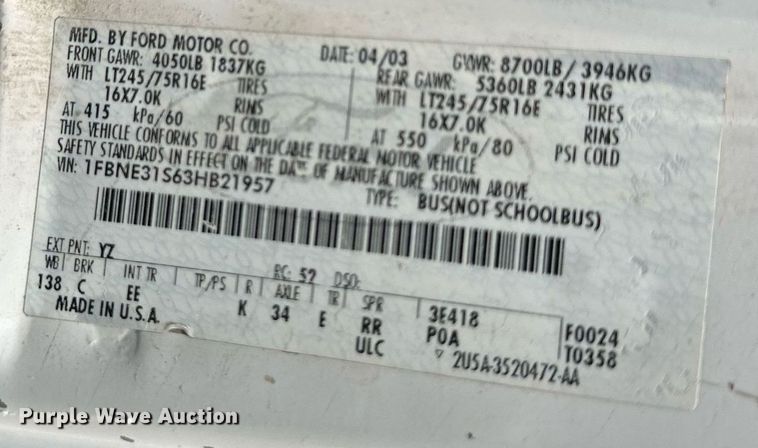 MFD. BY FORD MOTOR CO. DATE: 04/03 GVWR: 8700LB / 3946KG
FRONT GAWR: 4050LB 1837KG REAR GAWR: 5360LB 2431KG
WITH LT245/75R16E TIRES WITH LT245/75R16E TIRES
16X7.0K RIMS 16X7.0K RIMS
AT 415 kPa/60 PSI COLD AT 550 kPa/80 PSI COLD
THIS VEHICLE CONFORMS TO ALL APPLICABLE FEDERAL MOTOR VEHICLE
SAFETY STANDARDS IN EFFECT ON THE DATE OF MANUFACTURE SHOWN ABOVE.
VIN: 1FBNE31S63HB21957
TYPE: BUS(NOT SCHOOLBUS)
EXT PNT: YZ RC: 52 DSO:
WB BRK INT TR TP/PS R AXLE TR SPR 3E418 F0024
138 C EE K 34 E RR POA T0358
MADE IN U.S.A. ULC 2U5A-3520472-AA
Purple Wave Auction